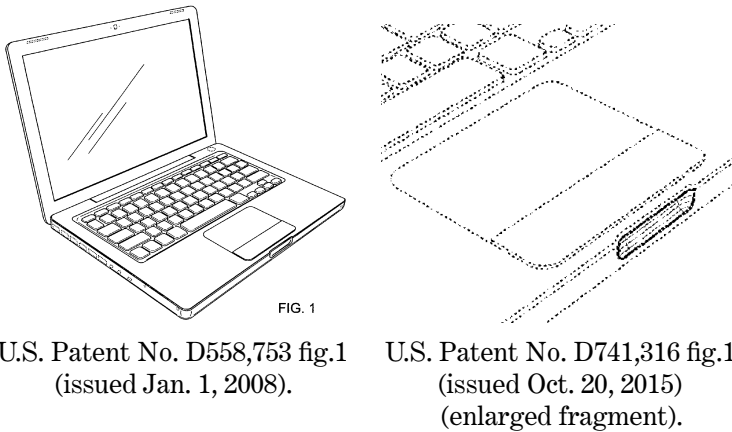 FIG. 1
U.S. Patent No. D558,753 fig.1
(issued Jan. 1, 2008).
U.S. Patent No. D741,316 fig.1
(issued Oct. 20, 2015)
(enlarged fragment).